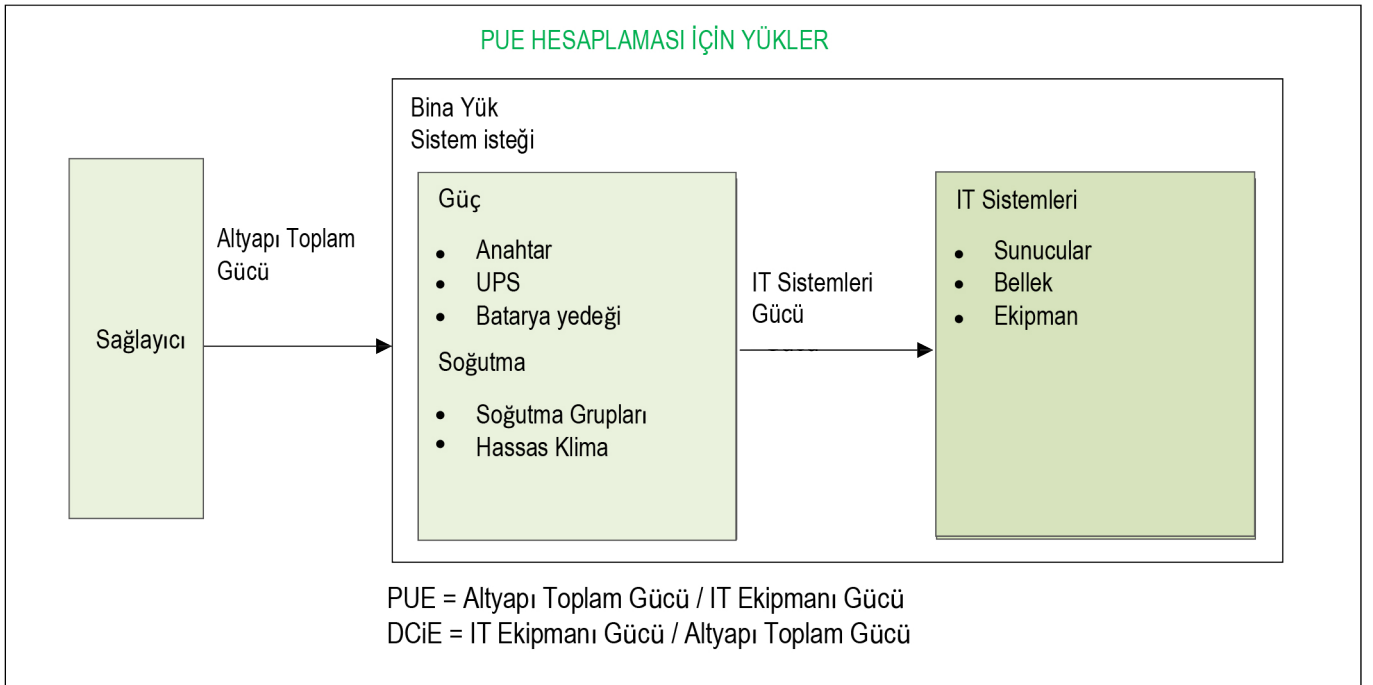 PUE HESAPLAMASI İÇİN YÜKLER
Bina Yük
Sistem isteği
Sağlayıcı
Altyapı Toplam
Gücü
Güç
• Anahtar
• UPS
• Batarya yedeği
Soğutma
• Soğutma Grupları
• Hassas Klima
IT Sistemleri
Gücü
IT Sistemleri
• Sunucular
• Bellek
• Ekipman
PUE = Altyapı Toplam Gücü / IT Ekipmanı Gücü
DCiE = IT Ekipmanı Gücü / Altyapı Toplam Gücü